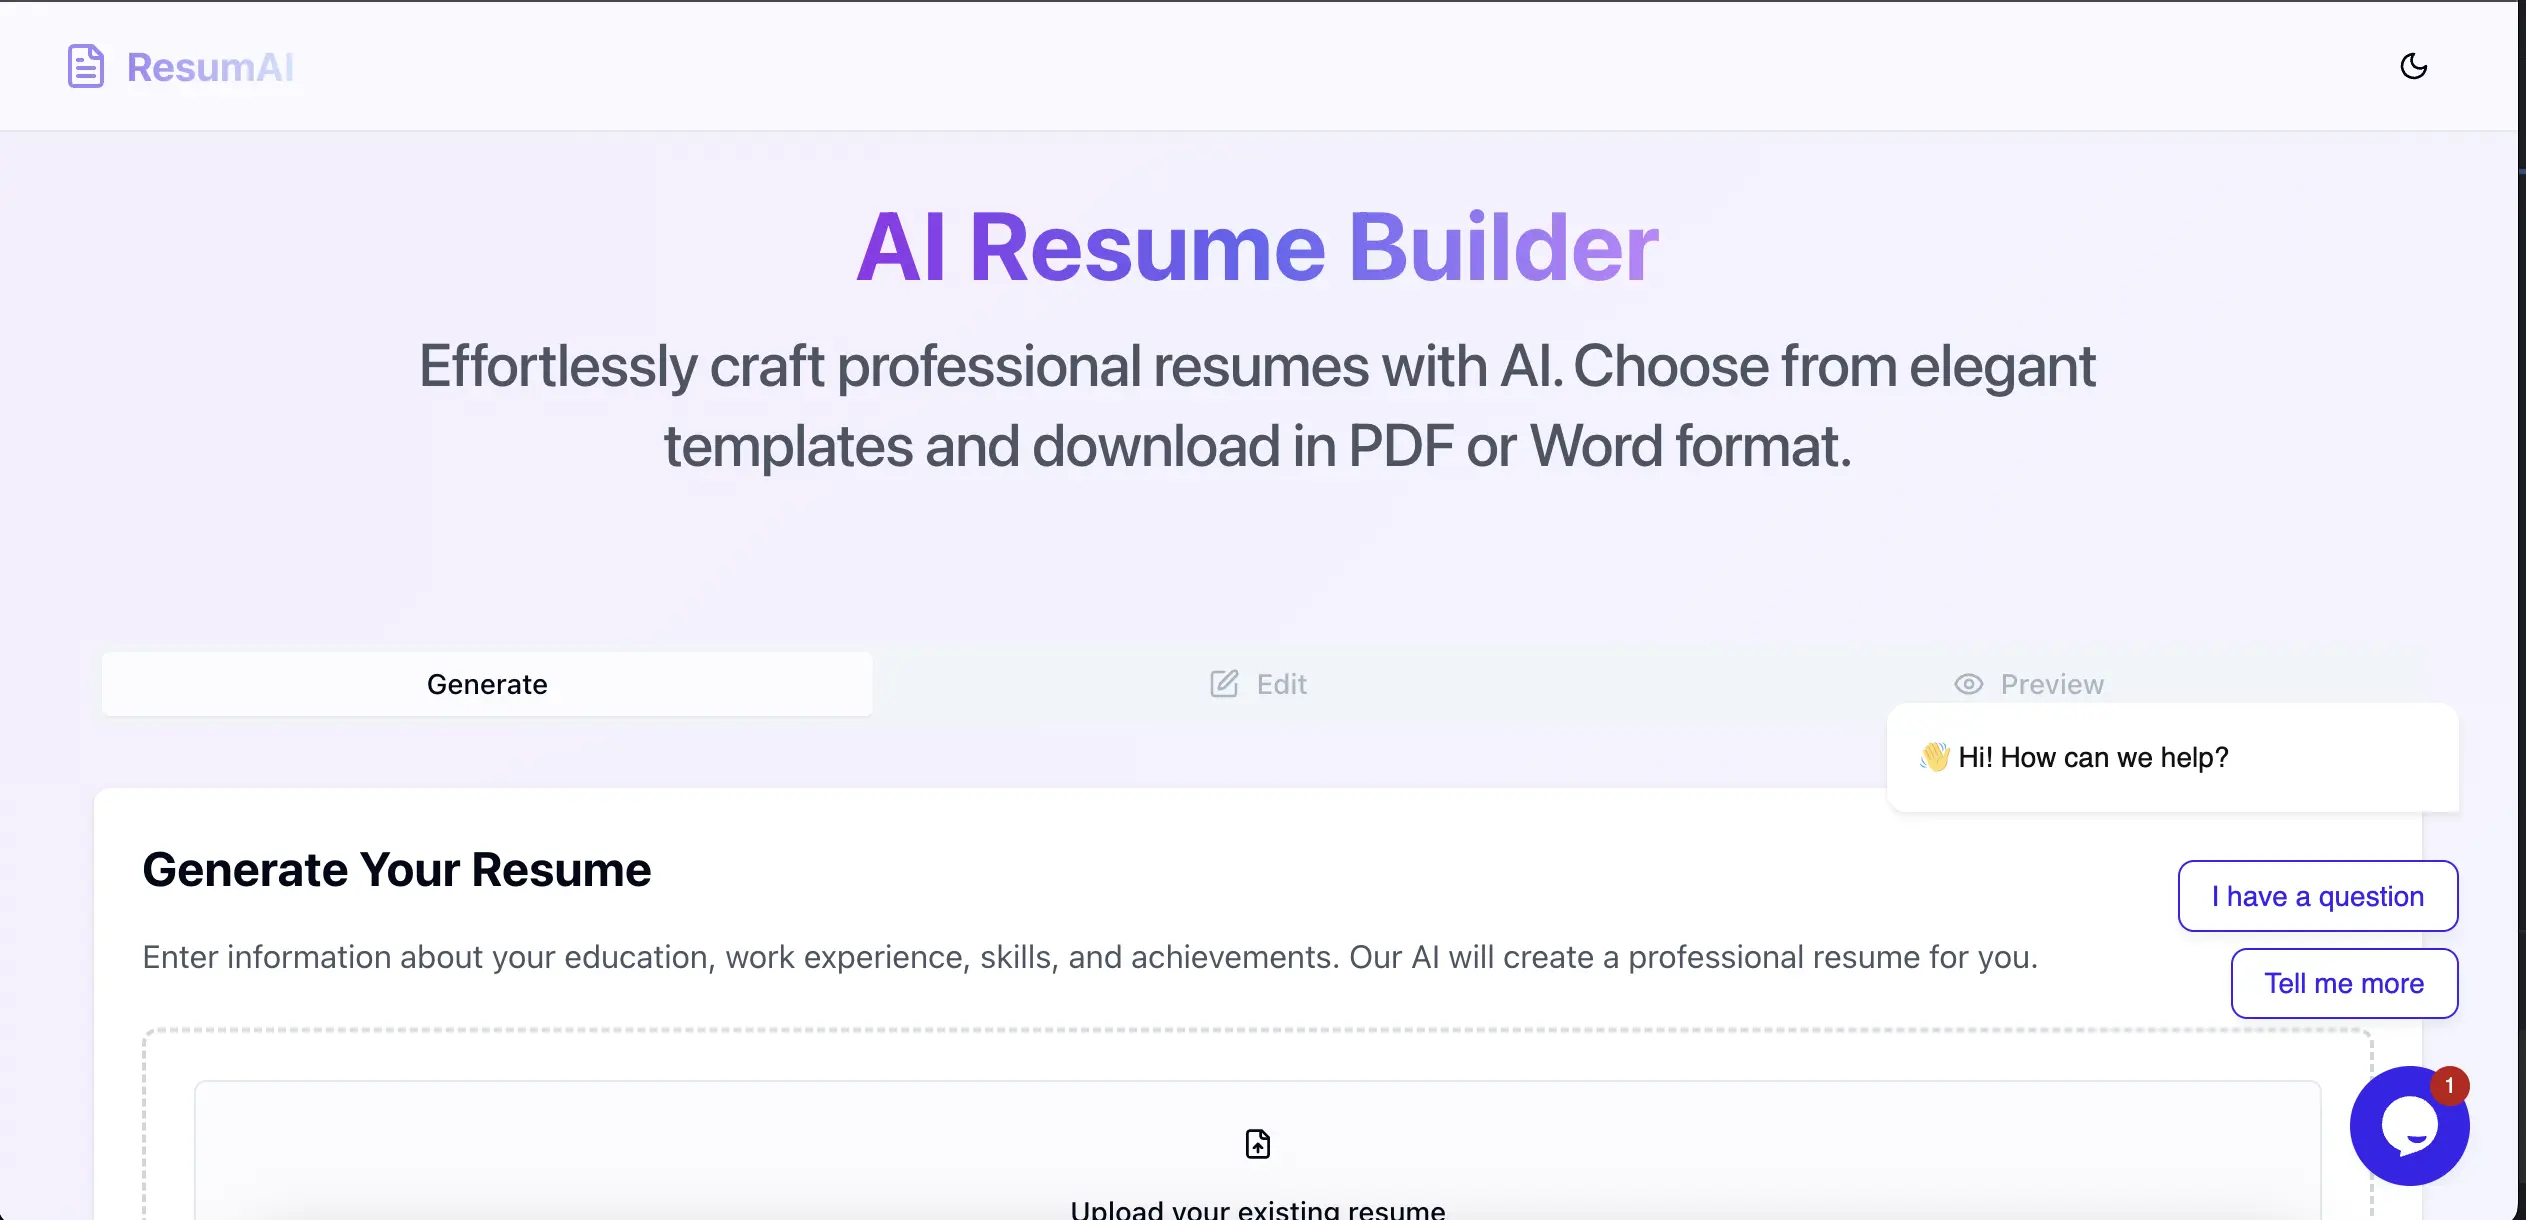 ResumAI
AI Resume Builder
Effortlessly craft professional resumes with AI. Choose from elegant
templates and download in PDF or Word format.
Generate
Edit
Preview
👋 Hi! How can we help?
Generate Your Resume
I have a question
Enter information about your education, work experience, skills, and achievements. Our AI will create a professional resume for you.
Tell me more
1
Upload your existing resume